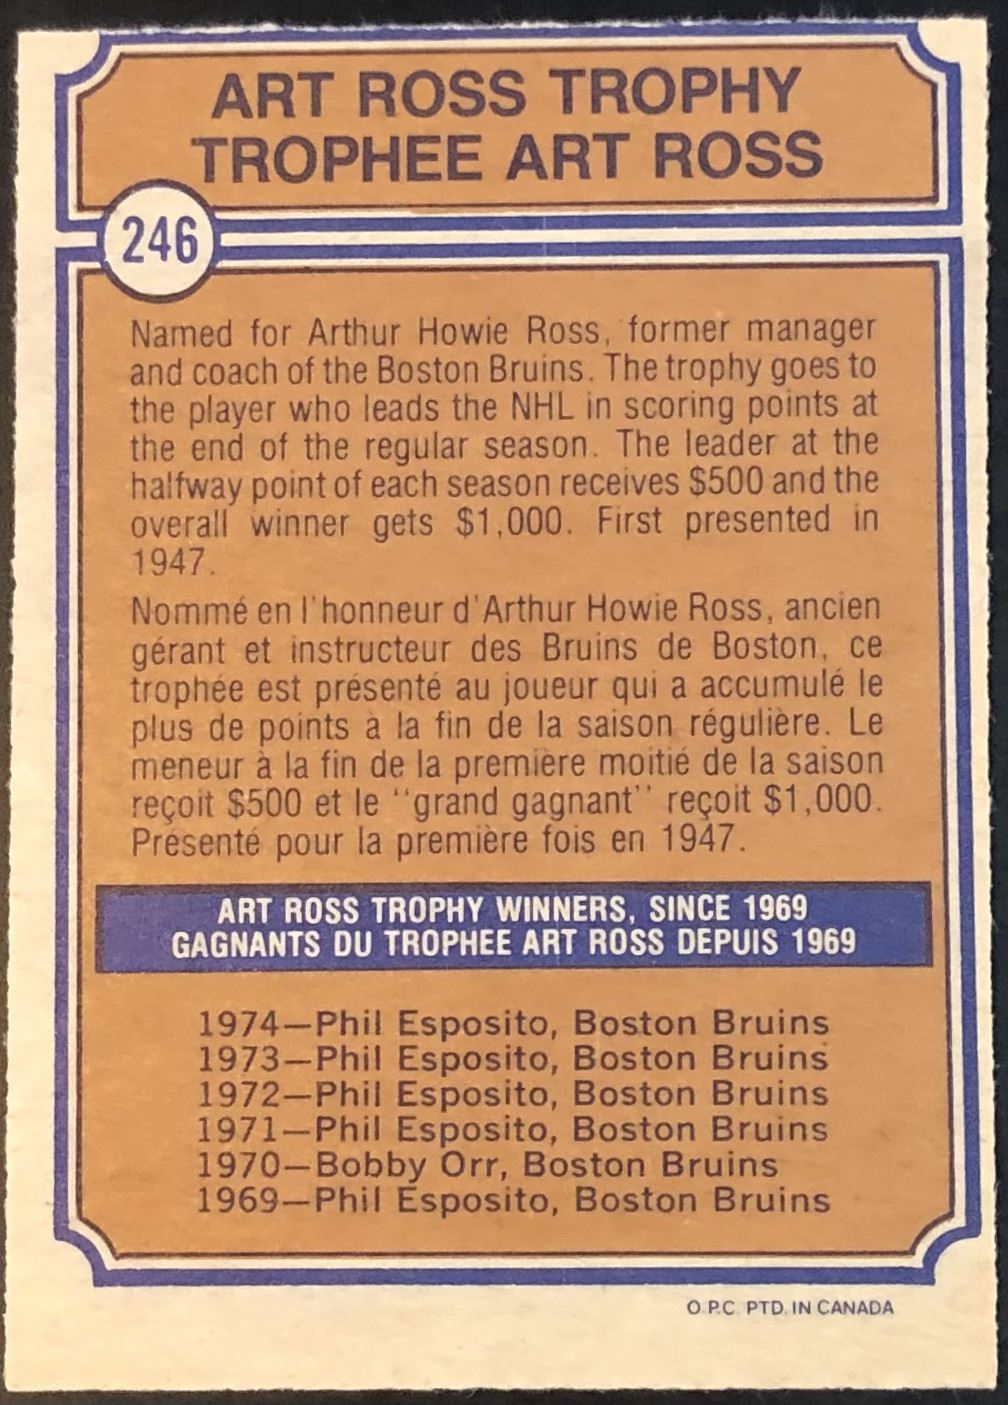 ART ROSS TROPHY
TROPHEE ART ROSS
246
Named for Arthur Howie Ross, former manager
and coach of the Boston Bruins. The trophy goes to
the player who leads the NHL in scoring points at
the end of the regular season. The leader at the
halfway point of each season receives $500 and the
overall winner gets $1,000. First presented in
1947.
Nommé en l'honneur d'Arthur Howie Ross, ancien
gérant et instructeur des Bruins de Boston, ce
trophée est présenté au joueur qui a accumulé le
plus de points à la fin de la saison régulière. Le
meneur à la fin de la première moitié de la saison
reçoit $500 et le "grand gagnant" reçoit $1,000.
Présenté pour la première fois en 1947.
ART ROSS TROPHY WINNERS, SINCE 1969
GAGNANTS DU TROPHEE ART ROSS DEPUIS 1969
1974—Phil Esposito, Boston Bruins
1973—Phil Esposito, Boston Bruins
1972—Phil Esposito, Boston Bruins
1971—Phil Esposito, Boston Bruins
1970—Bobby Orr, Boston Bruins
1969—Phil Esposito, Boston Bruins
O.P.C. PTD. IN CANADA